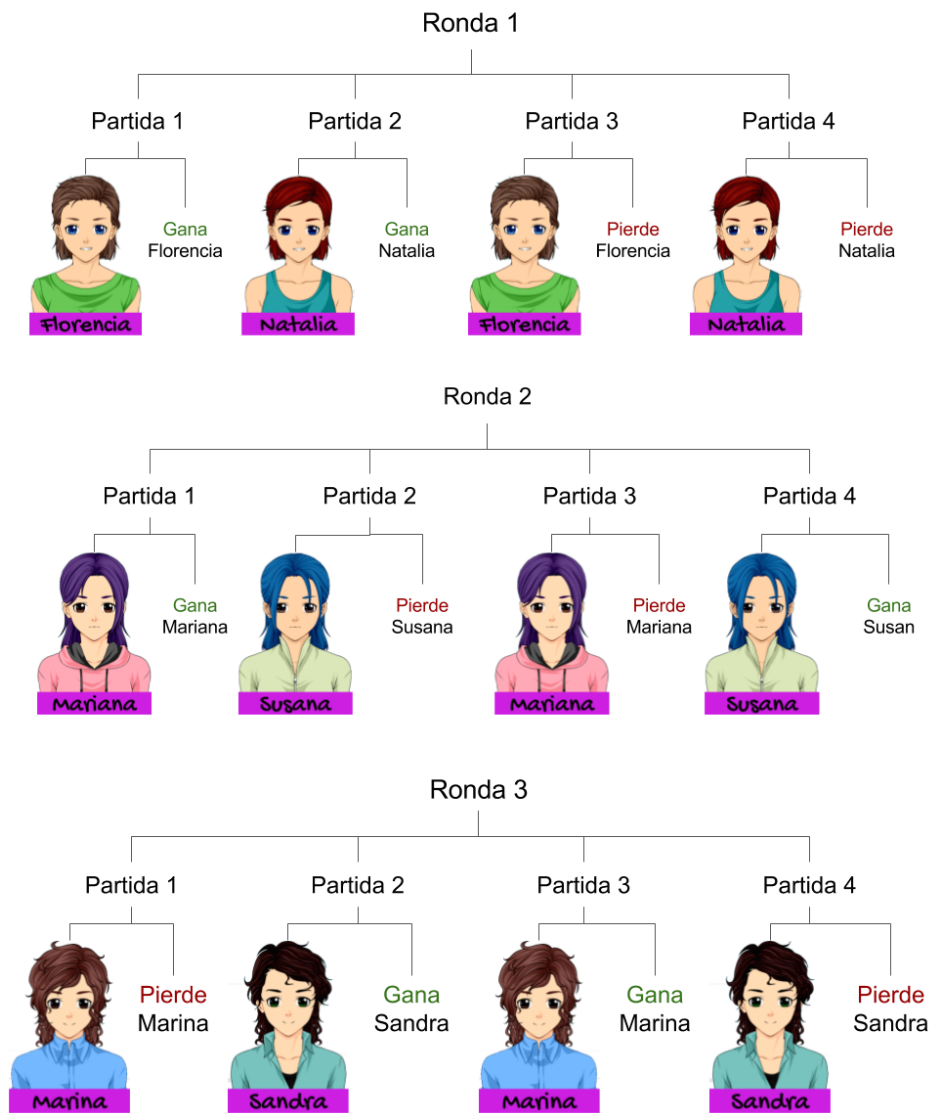 Ronda 1
Partida 1
Partida 2
Partida 3
Partida 4
Gana
Florencia
Gana
Natalia
Pierde
Florencia
Pierde
Natalia
Florencia
Natalia
Florencia
Natalia
Ronda 2
Partida 1
Partida 2
Partida 3
Partida 4
Gana
Mariana
Pierde
Susana
Pierde
Mariana
Gana
Susan
Mariana
Susana
Mariana
Susana
Ronda 3
Partida 1
Partida 2
Partida 3
Partida 4
Pierde
Marina
Gana
Sandra
Gana
Marina
Pierde
Sandra
Marina
Sandra
Marina
Sandra